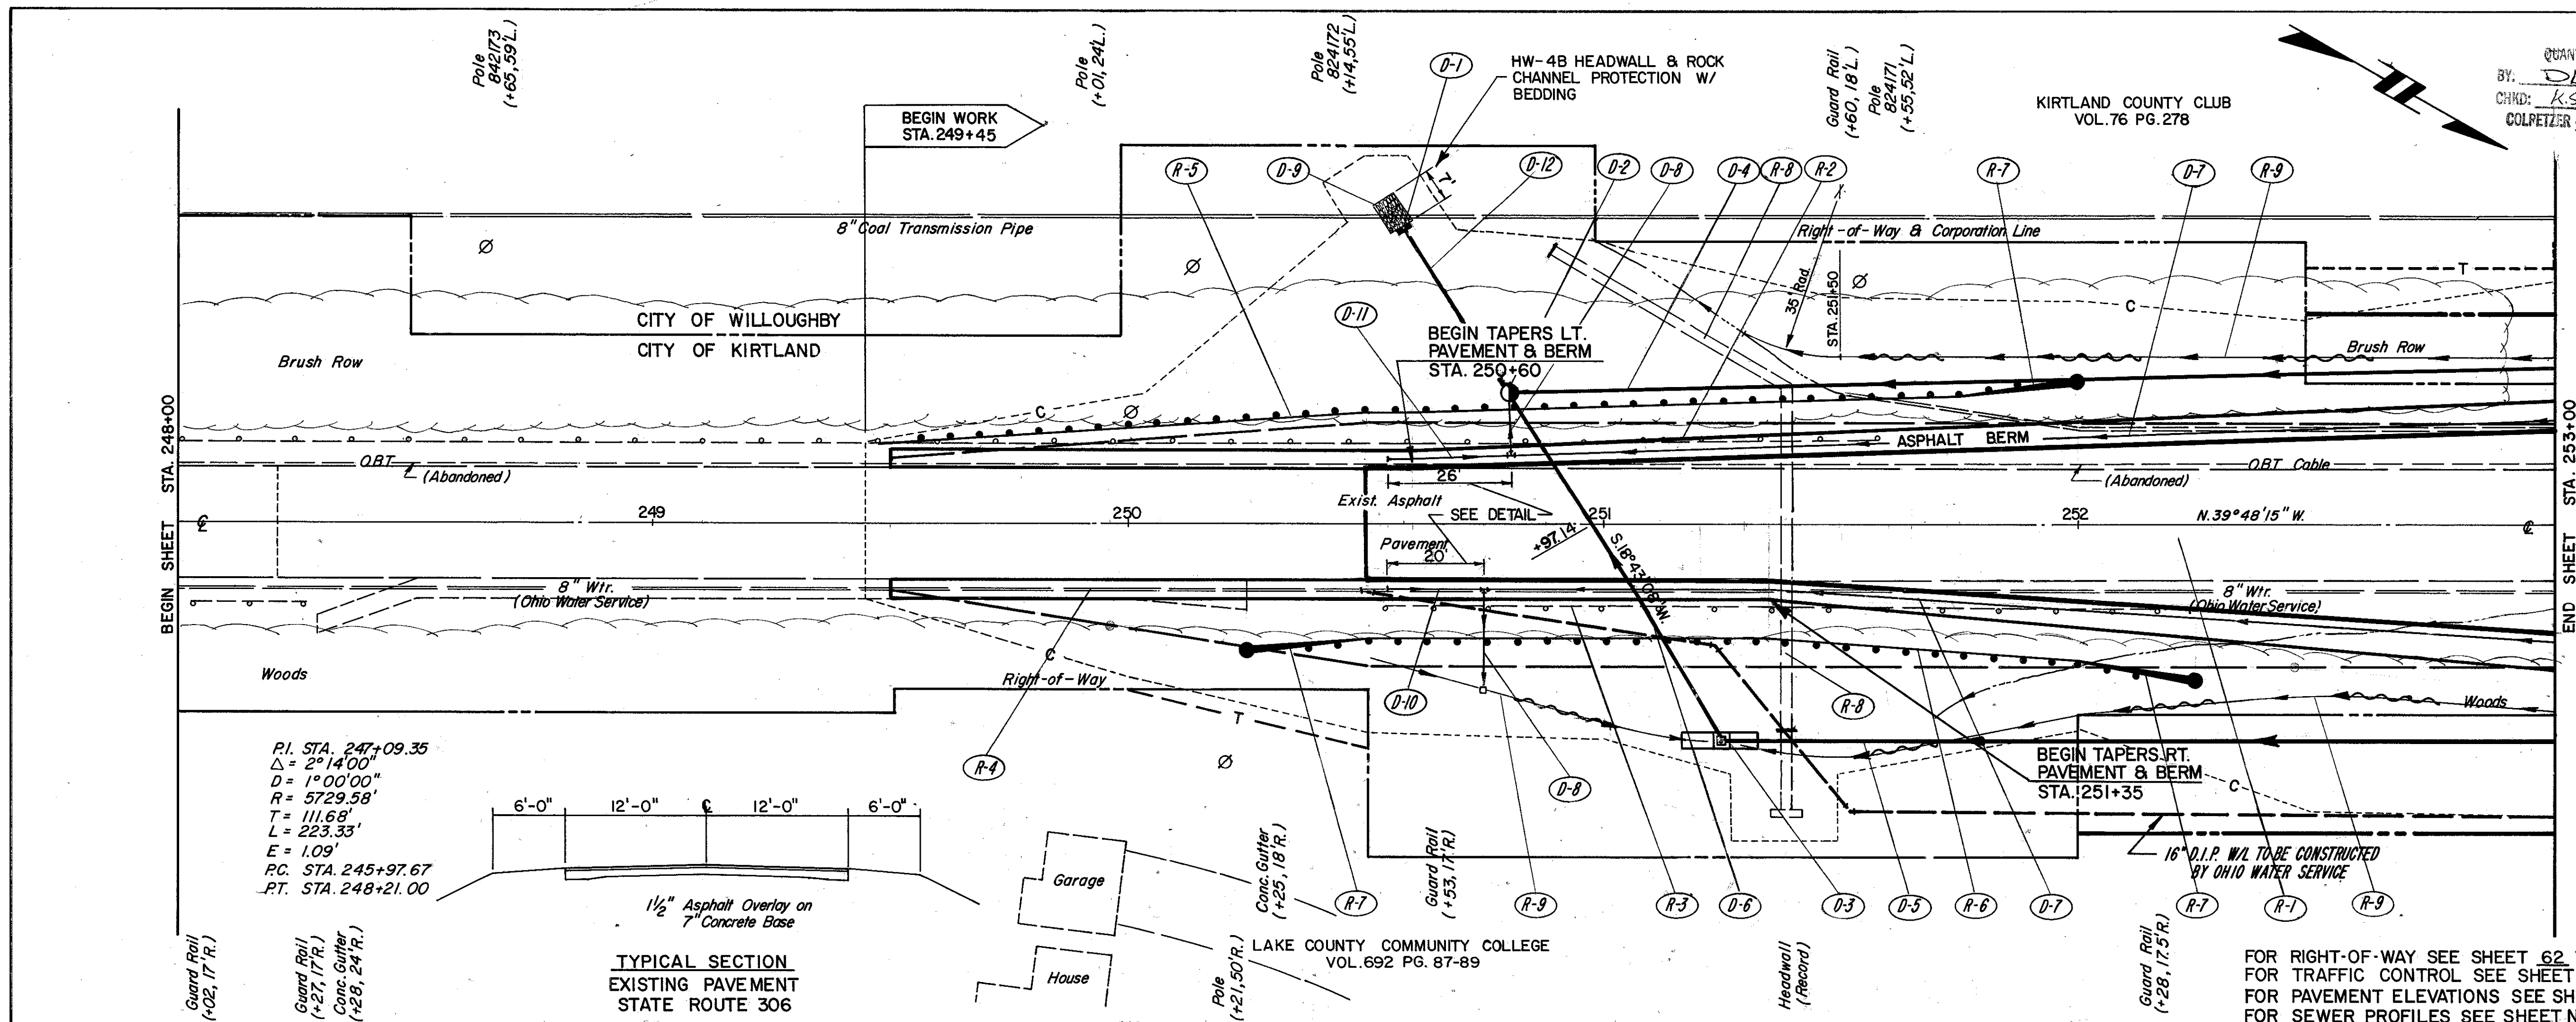 Pole
842173
(+65, 59'L.)
Pole
(+01, 24'L.)
Pole
824172
(+14, 55'L.)
D-1
HW-4B HEADWALL & ROCK
CHANNEL PROTECTION W/
BEDDING
Guard Rail
(+60, 18'L.)
Pole
824171
(+55, 52'L.)
KIRTLAND COUNTY CLUB
VOL.76 PG.278
BY:
CHKD: K.S
COLPETZER
BEGIN WORK
STA. 249+45
R-5
D-9
7'
D-12
D-2
D-8
D-4
R-8
R-2
R-7
D-7
R-9
8" Coal Transmission Pipe
Right-of-Way & Corporation Line
T
35' Rad.
STA. 251+50
C
CITY OF WILLOUGHBY
CITY OF KIRTLAND
Brush Row
D-11
BEGIN TAPERS LT.
PAVEMENT & BERM
STA. 250+60
Brush Row
BEGIN SHEET STA. 248+00
C
ASPHALT BERM
O.B.T.
(Abandoned)
26'
O.B.T. Cable
(Abandoned)
END SHEET STA. 253+00
Exist. Asphalt
SEE DETAIL
249
250
251
252
N.39°48'15" W.
+97.14
S.18°43'08"W.
Pavement
20'
8" Wtr.
(Ohio Water Service)
8" Wtr.
(Ohio Water Service)
Woods
C
Right-of-Way
T
D-10
R-8
Woods
R-4
D-8
BEGIN TAPERS RT.
PAVEMENT & BERM
STA. 251+35
C
P.I. STA. 247+09.35
Δ = 2°14'00"
D = 1°00'00"
R = 5729.58'
T = 111.68'
L = 223.33'
E = 1.09'
P.C. STA. 245+97.67
P.T. STA. 248+21.00
6'-0" 12'-0" ℄ 12'-0" 6'-0"
1½" Asphalt Overlay on
7" Concrete Base
TYPICAL SECTION
EXISTING PAVEMENT
STATE ROUTE 306
Garage
House
16" D.I.P. W/L TO BE CONSTRUCTED
BY OHIO WATER SERVICE
Conc. Gutter
(+25, 18'R.)
R-7
Guard Rail
(+53, 17'R.)
R-9
R-3
D-6
D-3
D-5
R-6
D-7
R-7
R-1
R-9
LAKE COUNTY COMMUNITY COLLEGE
VOL.692 PG. 87-89
Guard Rail
(+02, 17'R.)
Guard Rail
(+27, 17'R.)
Conc. Gutter
(+28, 24'R.)
Pole
(+21, 50'R.)
Headwall
(Record)
Guard Rail
(+28, 17.5'R.)
FOR RIGHT-OF-WAY SEE SHEET 62
FOR TRAFFIC CONTROL SEE SHEET
FOR PAVEMENT ELEVATIONS SEE SH
FOR SEWER PROFILES SEE SHEET N